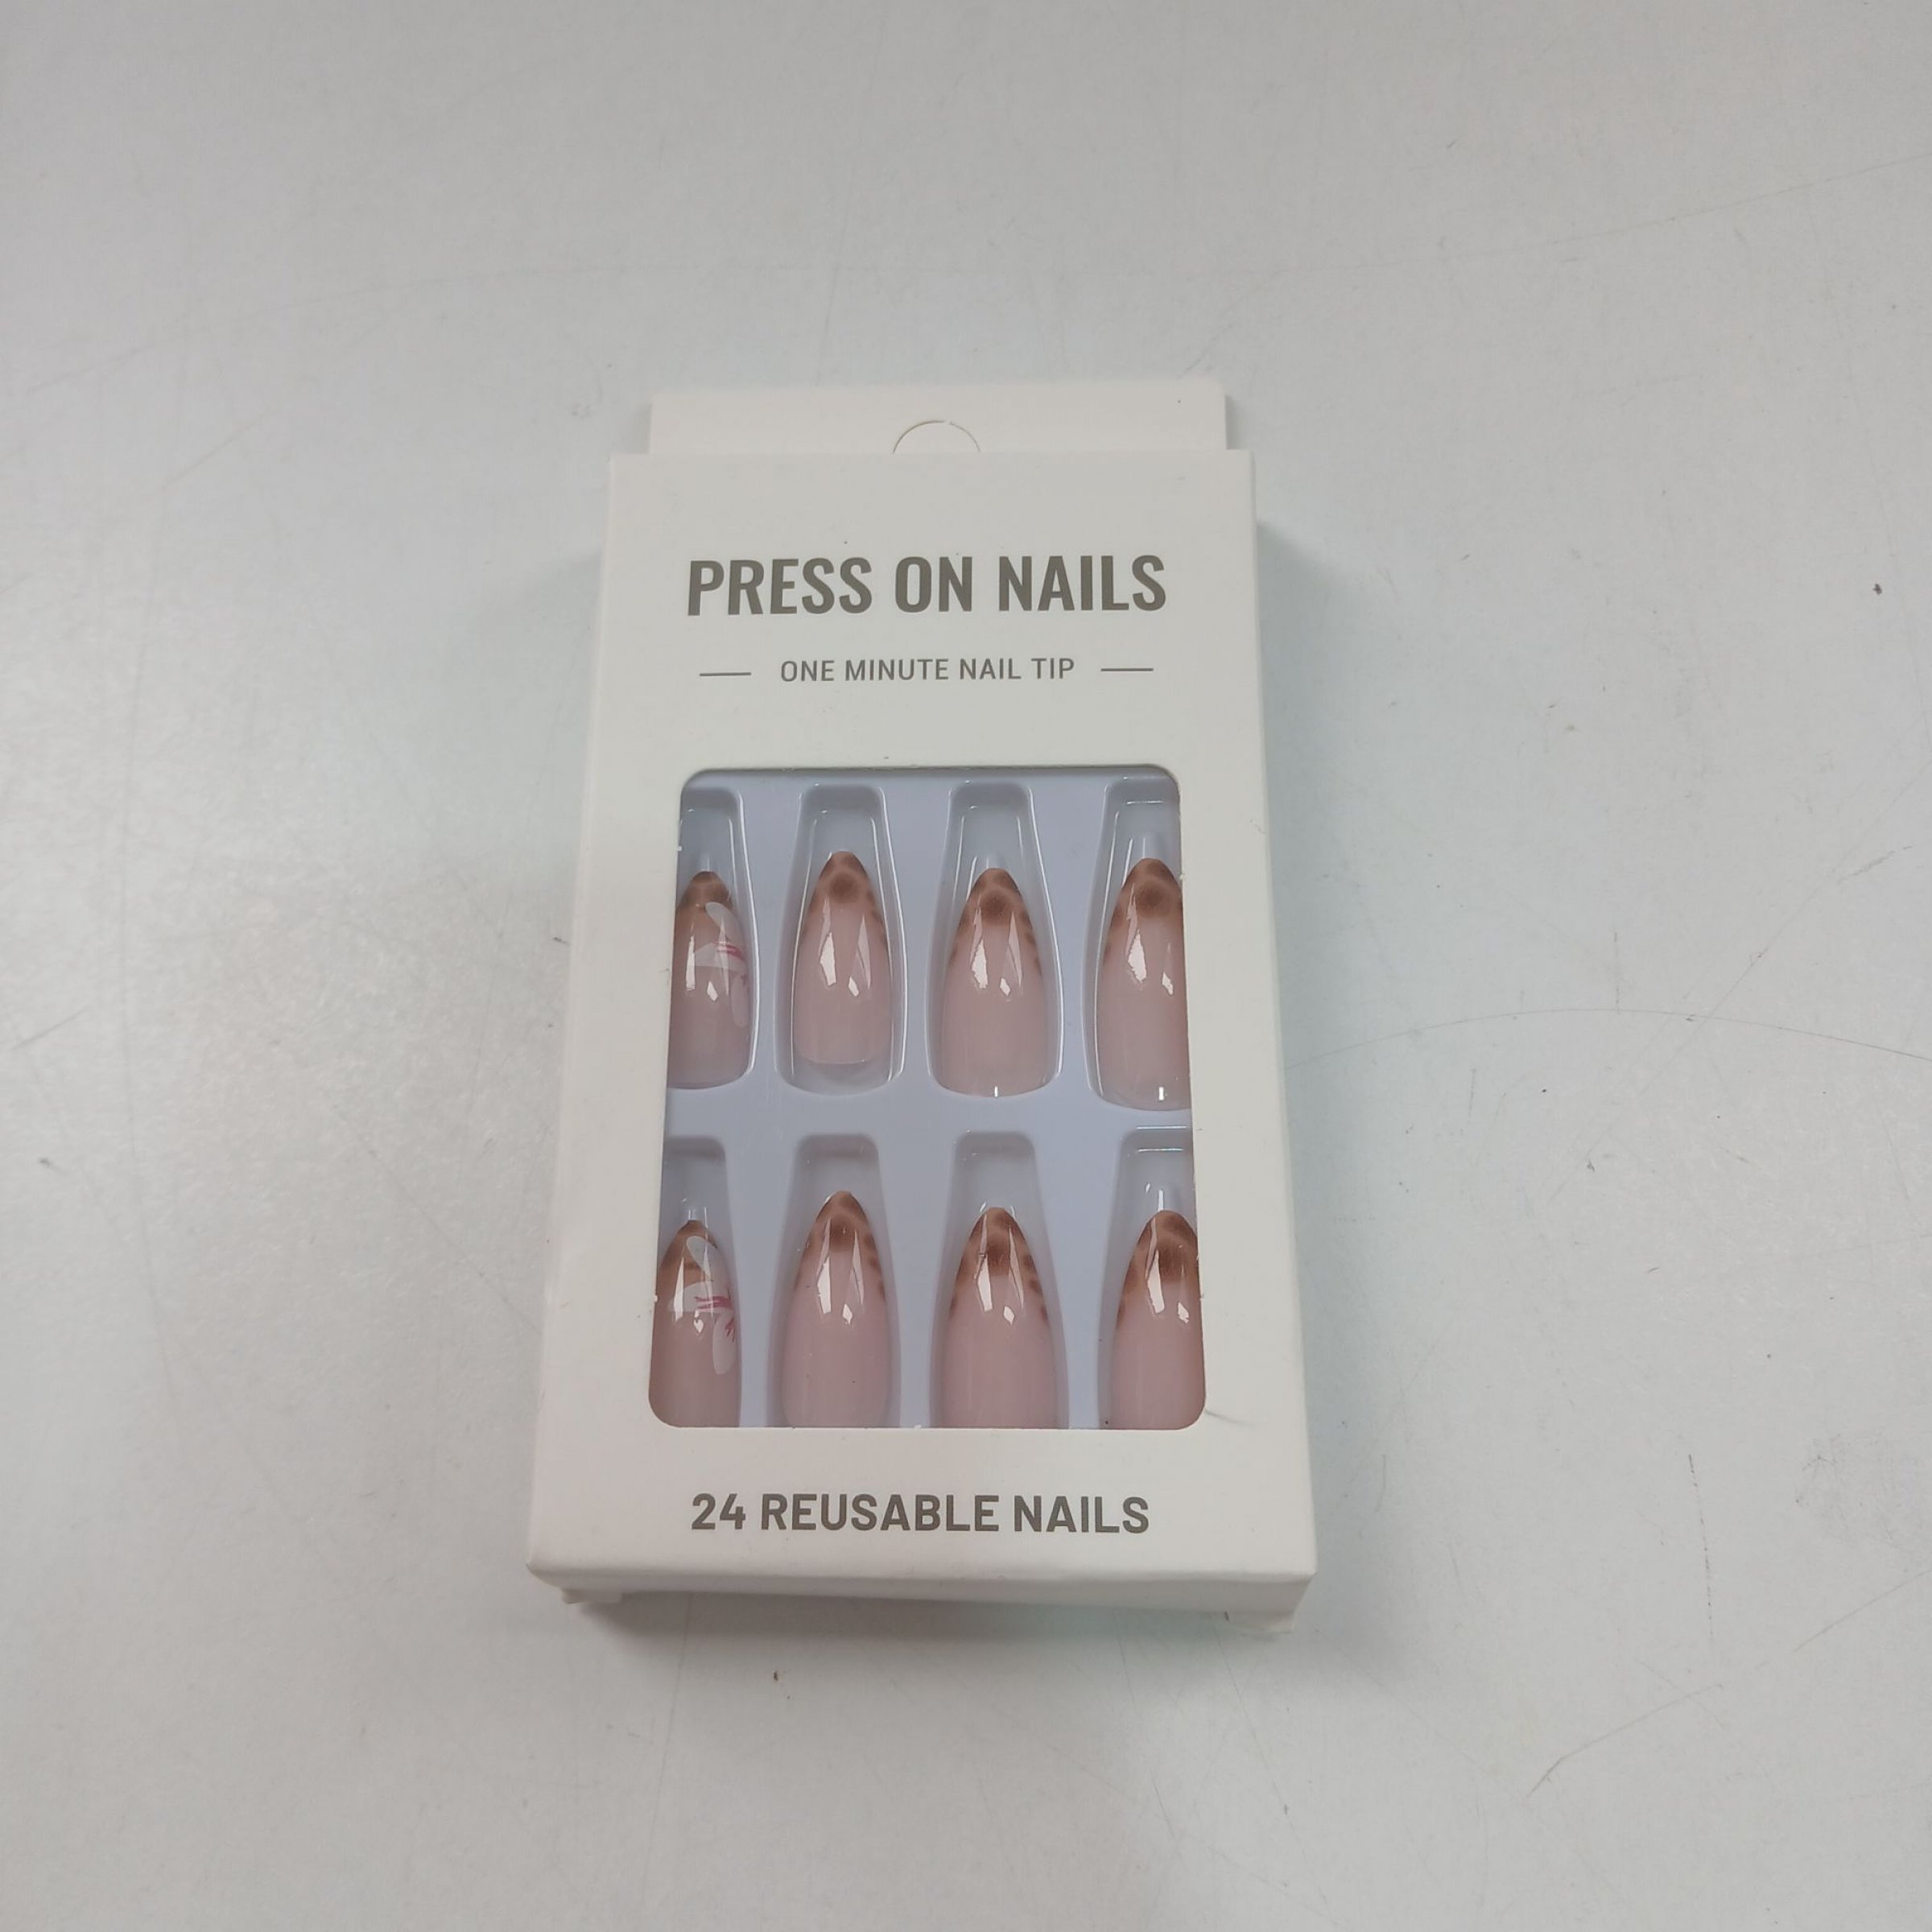 PRESS ON NAILS
ONE MINUTE NAIL TIP
24 REUSABLE NAILS